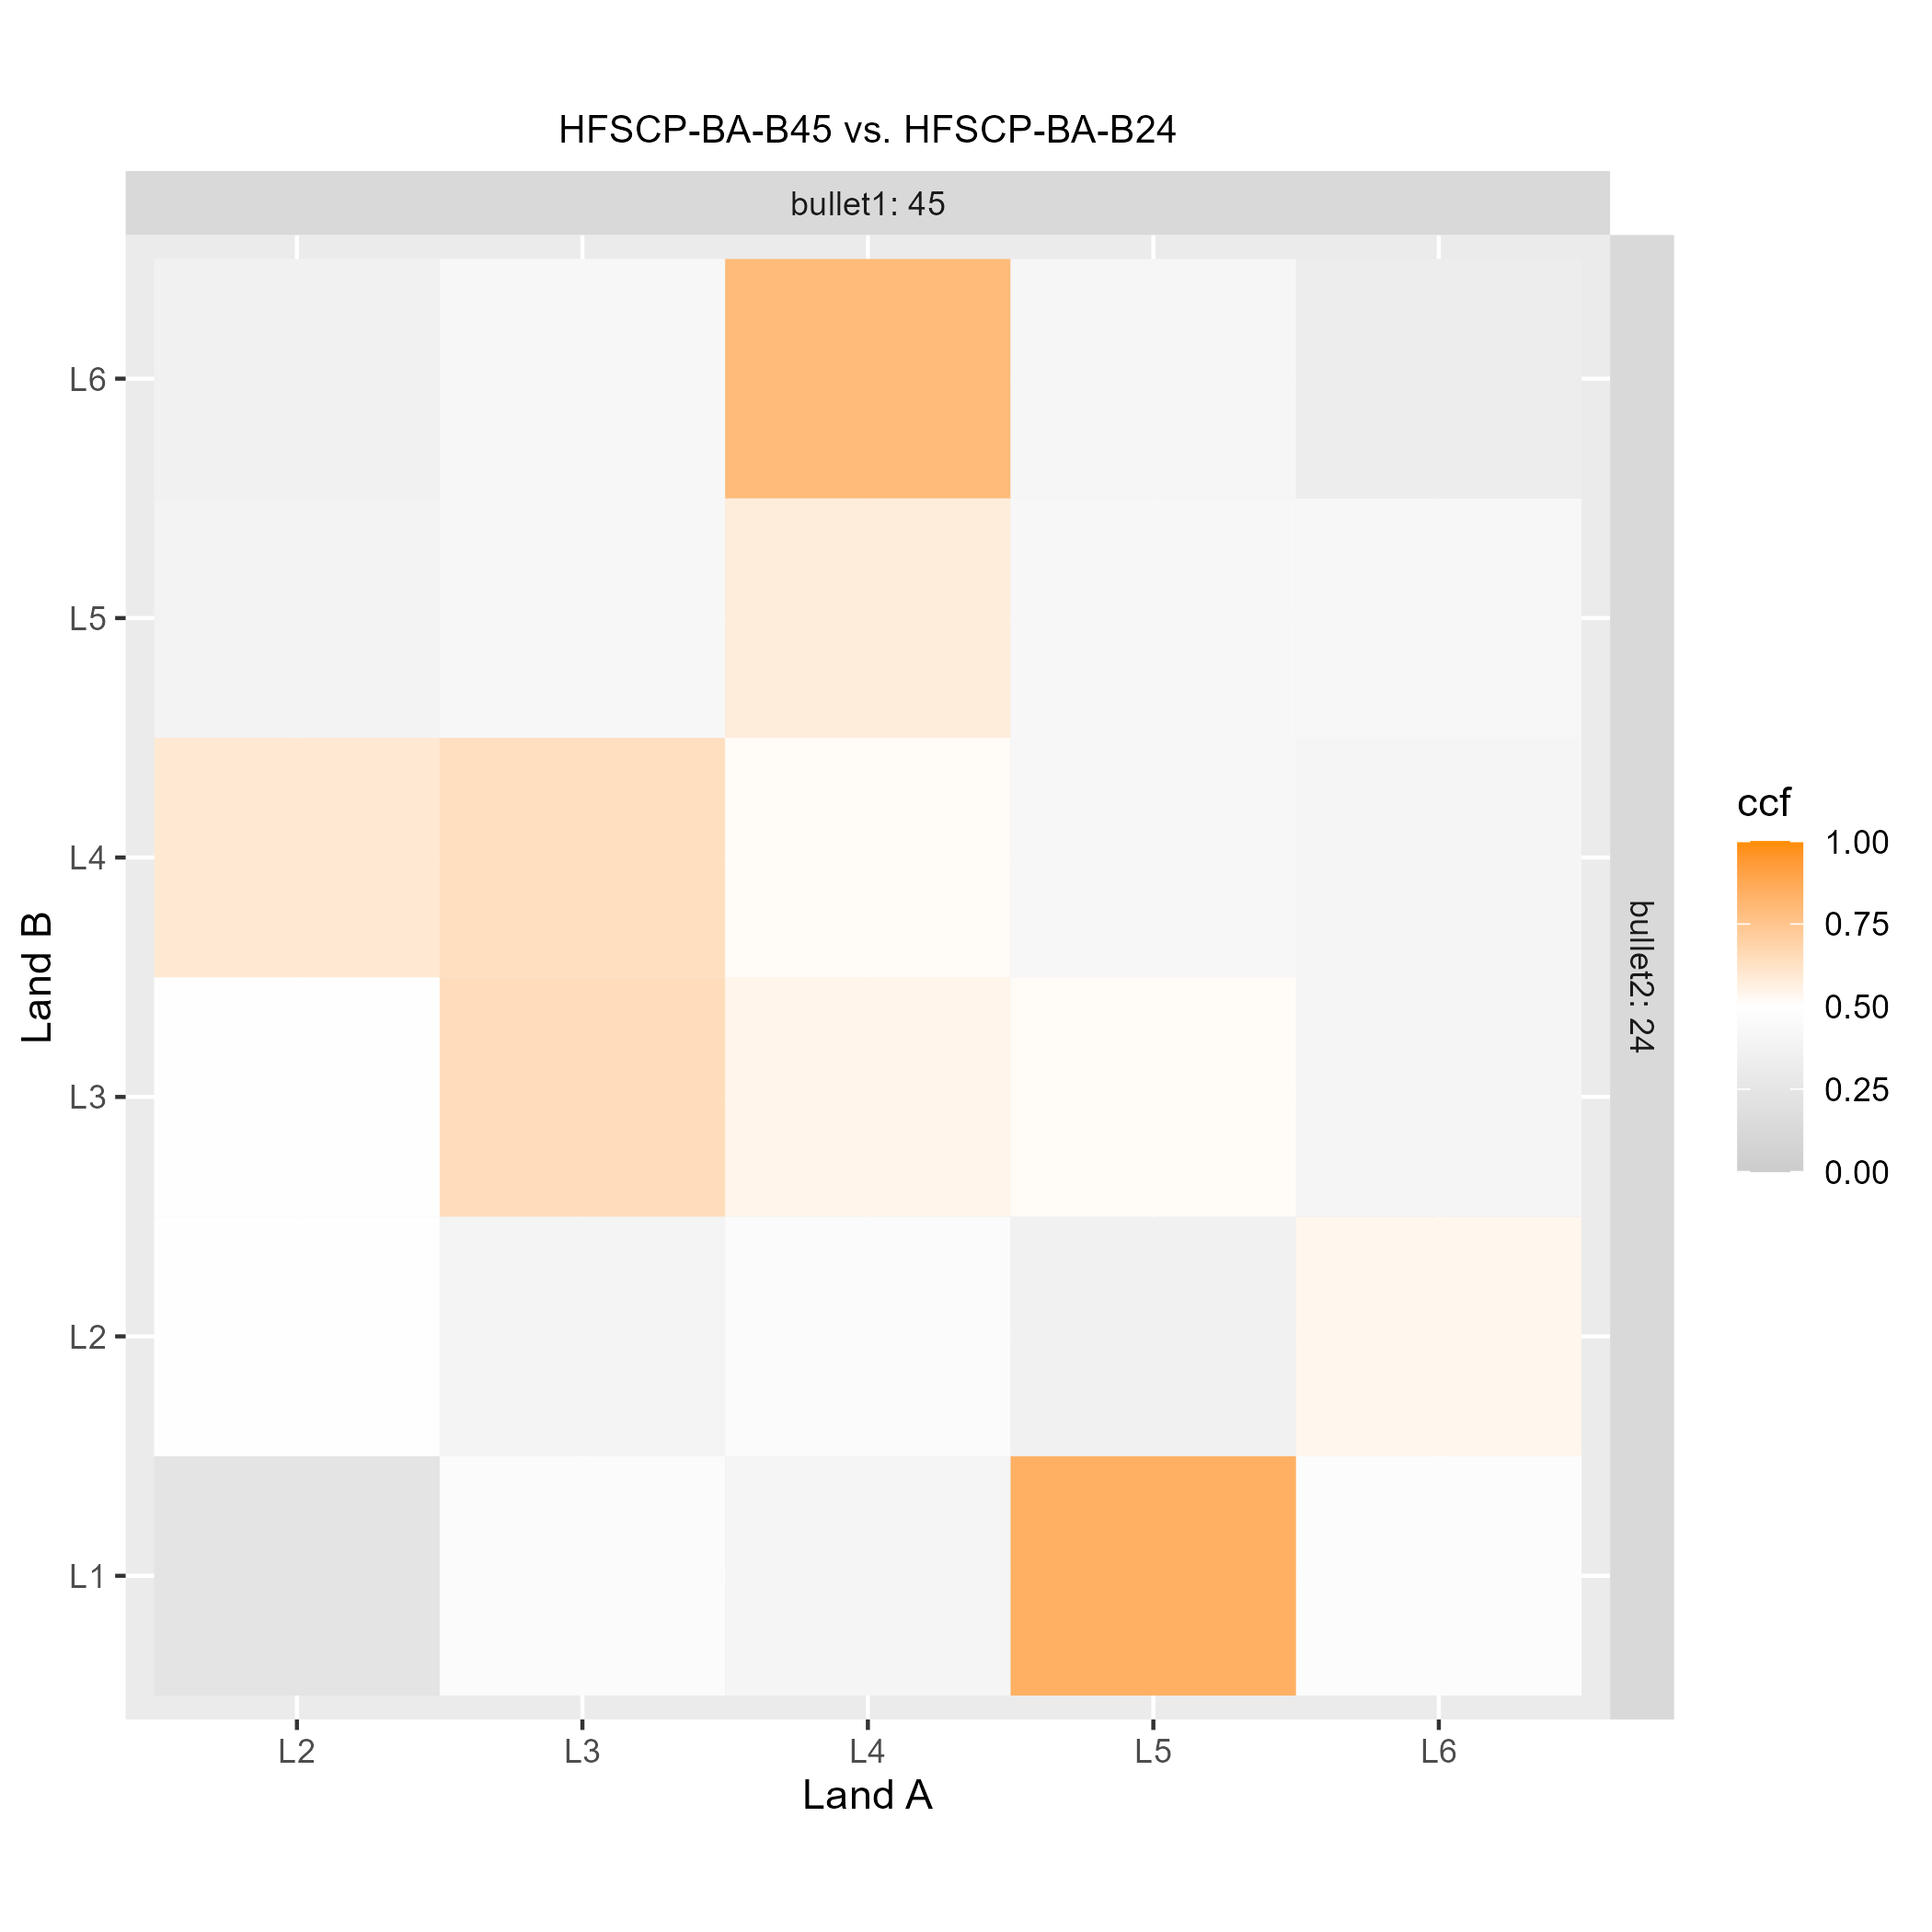 HFSCP-BA-B45 vs. HFSCP-BA-B24
bullet1: 45
L6
L5
L4
L3
L2
L1
Land B
bullet2: 24
L2
L3
L4
L5
L6
Land A
ccf
1.00
0.75
0.50
0.25
0.00